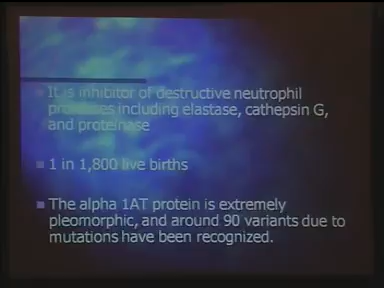 It is inhibitor of destructive neutrophil
proteases including elastase, cathepsin G,
and proteinase
1 in 1,800 live births
The alpha 1AT protein is extremely
pleomorphic, and around 90 variants due to
mutations have been recognized.